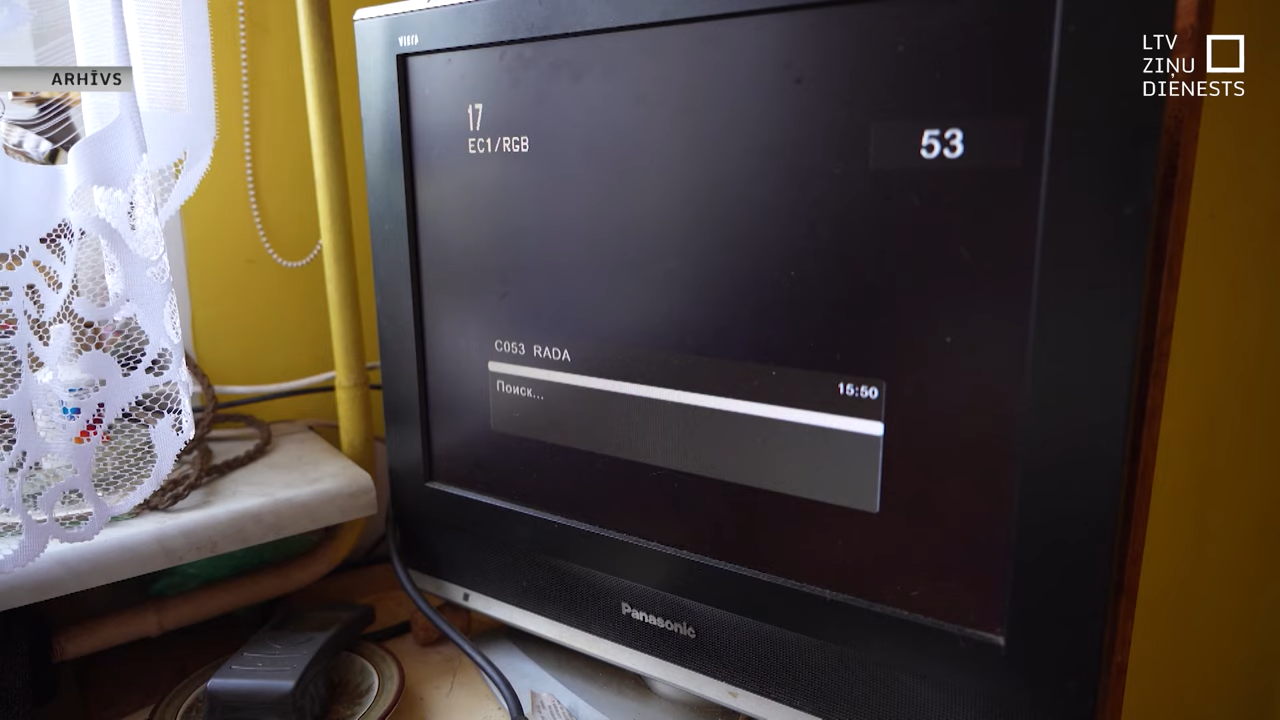 ARHĪVS
LTV
ZIŅU
DIENESTS
17
EC1/RGB
53
C053 RADA
15:50
Поиск...
Panasonic